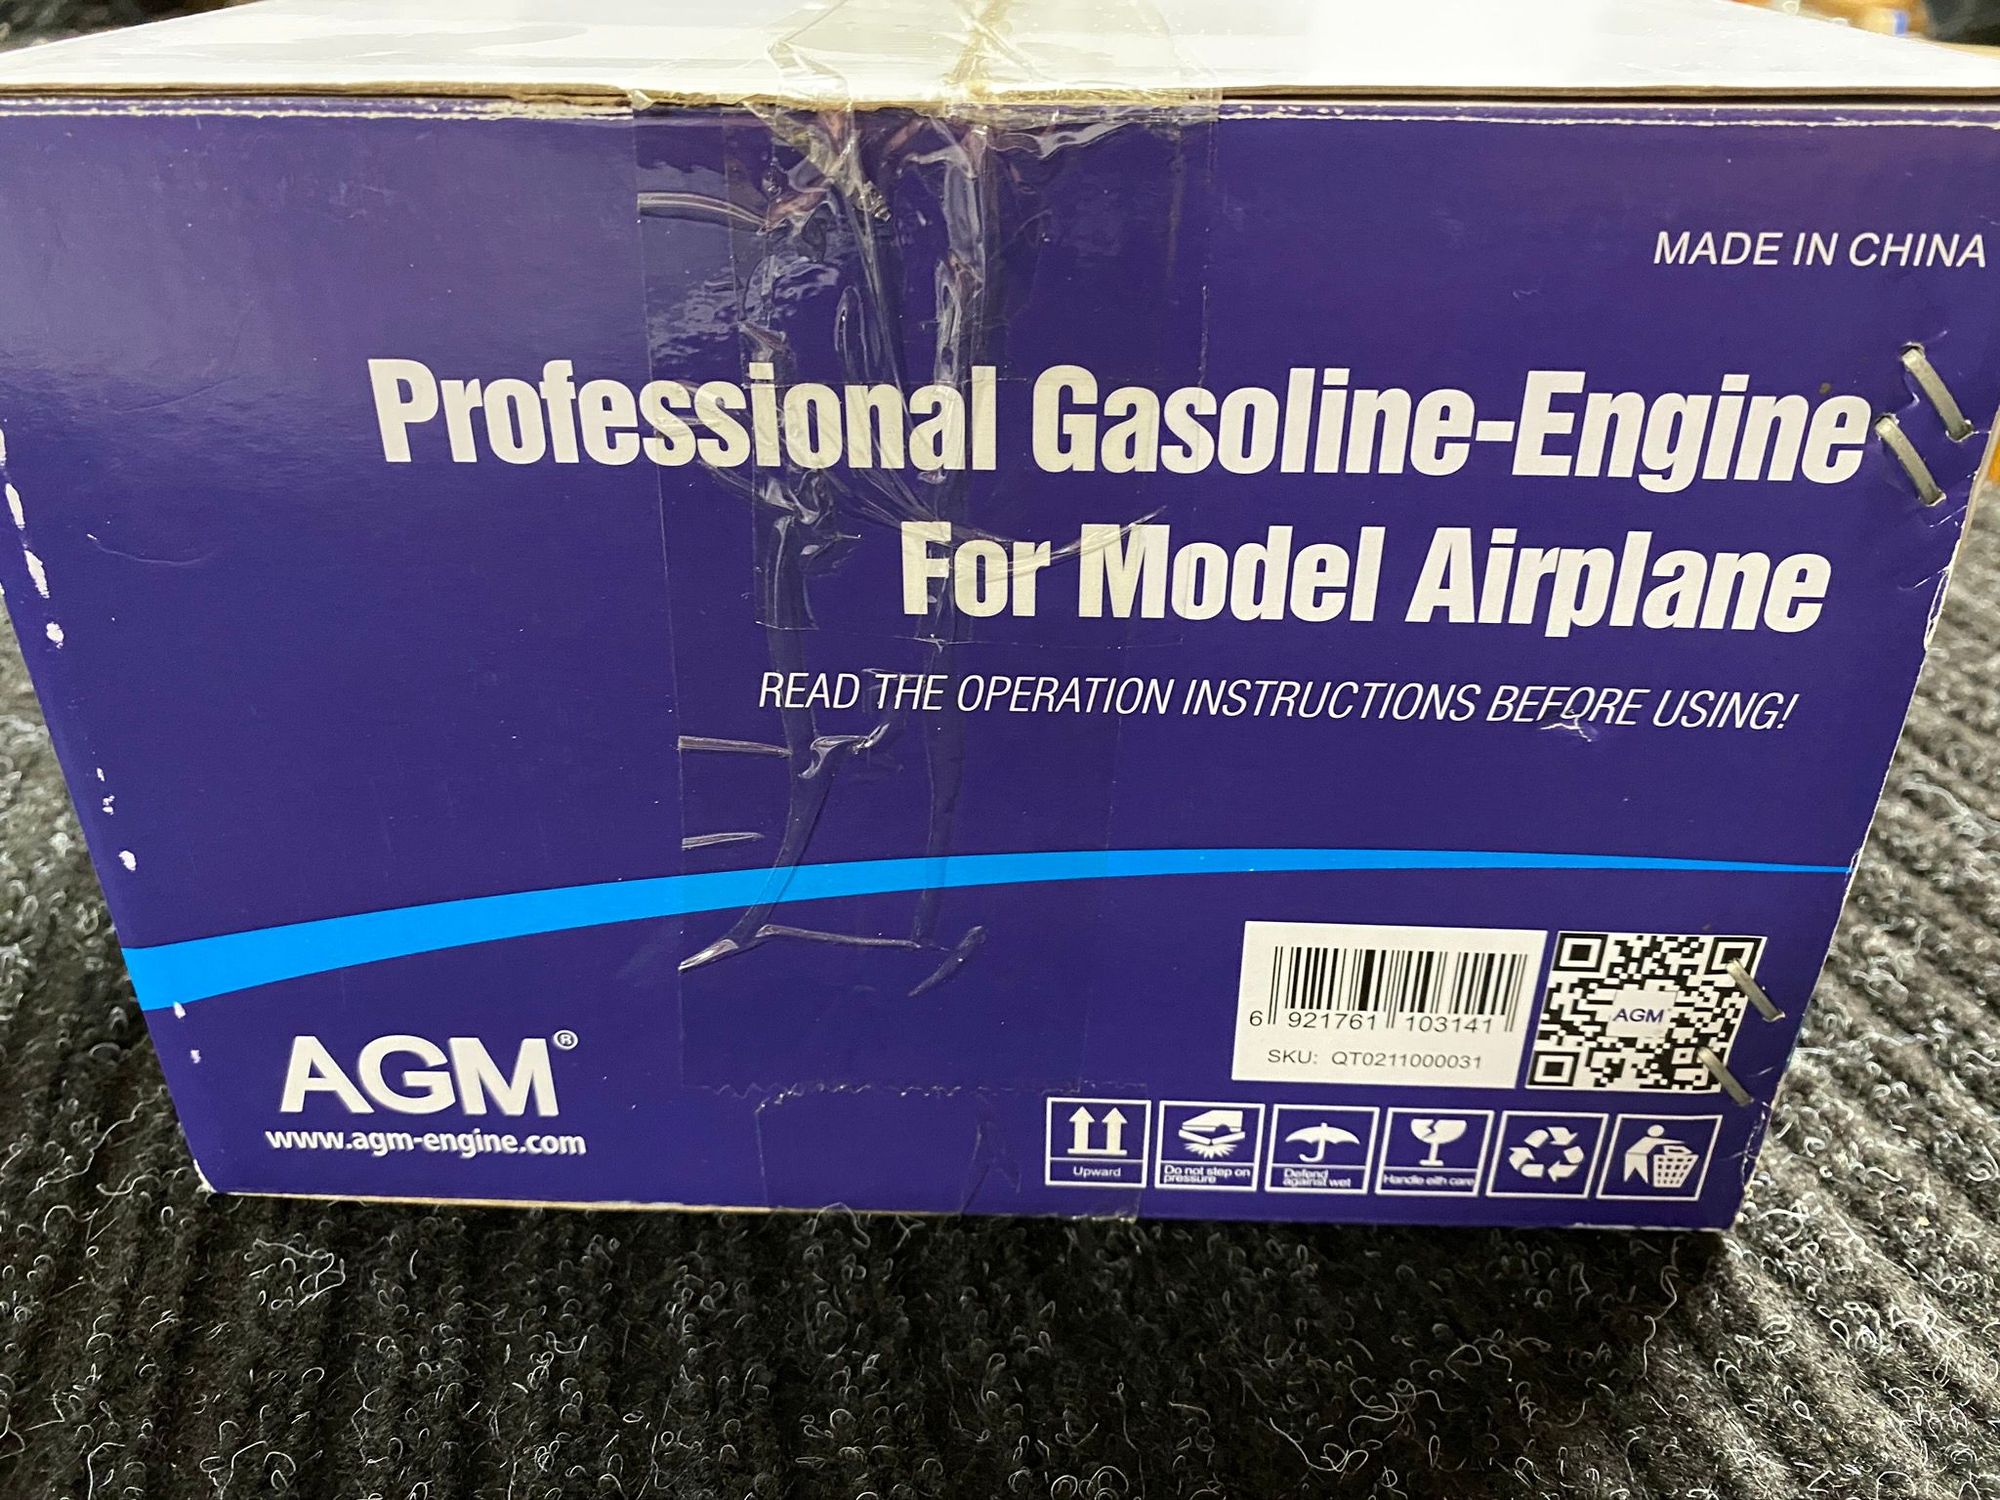 MADE IN CHINA
Professional Gasoline-Engine
For Model Airplane
READ THE OPERATION INSTRUCTIONS BEFORE USING!
6 921761 103141
SKU: QT0211000031
AGM
AGM®
www.agm-engine.com
Upward
Do not step on
pressure
Defend
against wet
Handle eith care